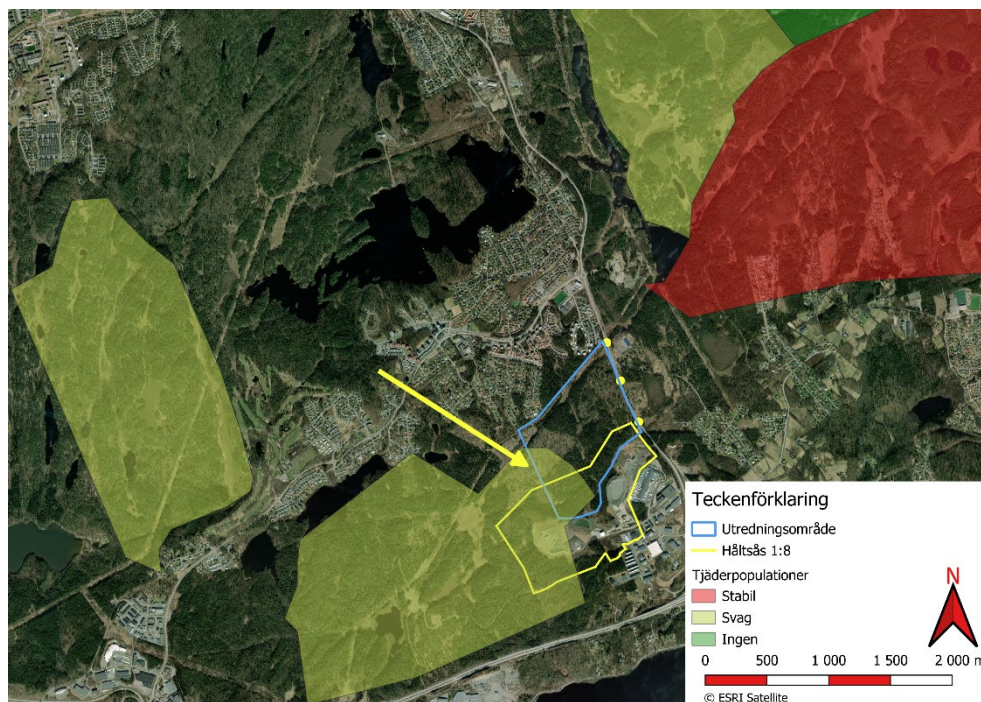 Teckenförklaring
Utredningsområde
Håltsås 1:8
Tjäderpopulationer
Stabil
Svag
Ingen
N
0 500 1 000 1 500 2 000 m
© ESRI Satellite